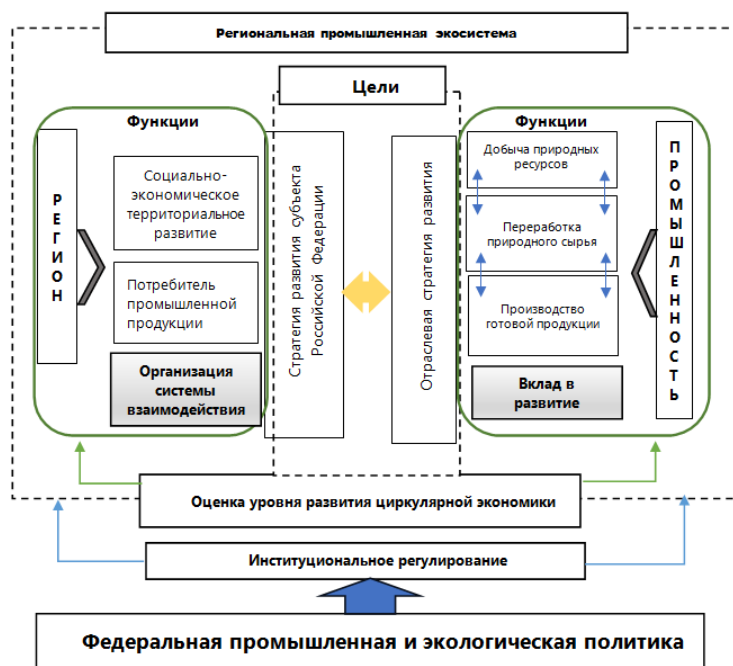 Региональная промышленная экосистема
Цели
Функции
РЕГИОН
Социально-
экономическое
территориальное
развитие
Потребитель
промышленной
продукции
Организация
системы
взаимодействия
Стратегия развития субъекта
Российской Федерации
Отраслевая стратегия развития
Функции
Добыча природных
ресурсов
Переработка
природного сырья
Производство
готовой продукции
Вклад в
развитие
ПРОМЫШЛЕННОСТЬ
Оценка уровня развития циркулярной экономики
Институциональное регулирование
Федеральная промышленная и экологическая политика